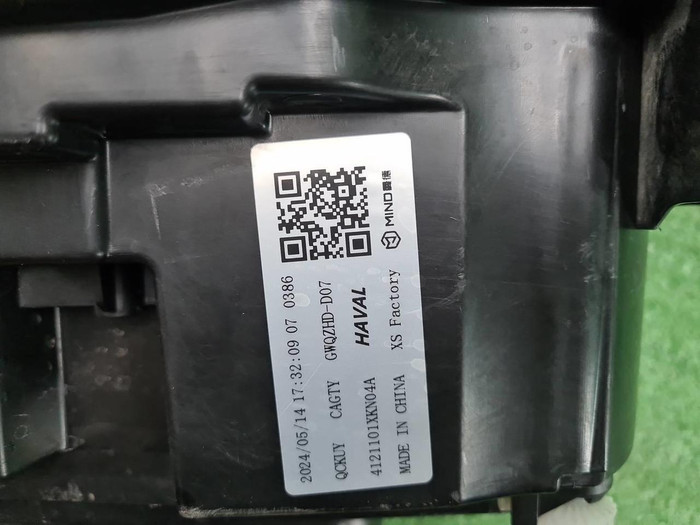 2024/05/14 17:32:09 07 0386
QCKUY CAGTY GWQZHD-D07
4121101XKN04A HAVAL
MADE IN CHINA XS Factory
MIND